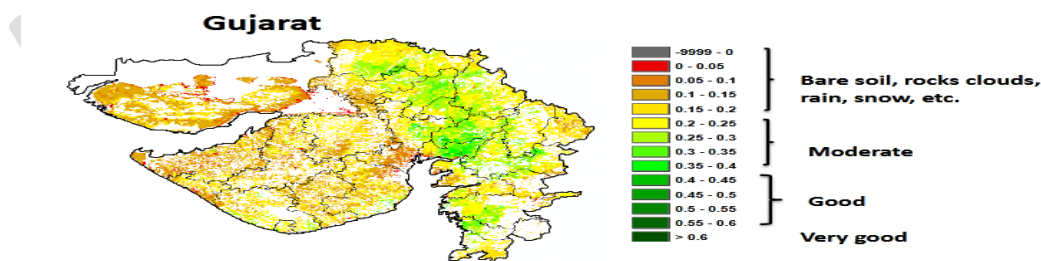 Gujarat
-9999 - 0
0 - 0.05
0.05 - 0.1
0.1 - 0.15
0.15 - 0.2
0.2 - 0.25
0.25 - 0.3
0.3 - 0.35
0.35 - 0.4
0.4 - 0.45
0.45 - 0.5
0.5 - 0.55
0.55 - 0.6
> 0.6
Bare soil, rocks clouds,
rain, snow, etc.
Moderate
Good
Very good